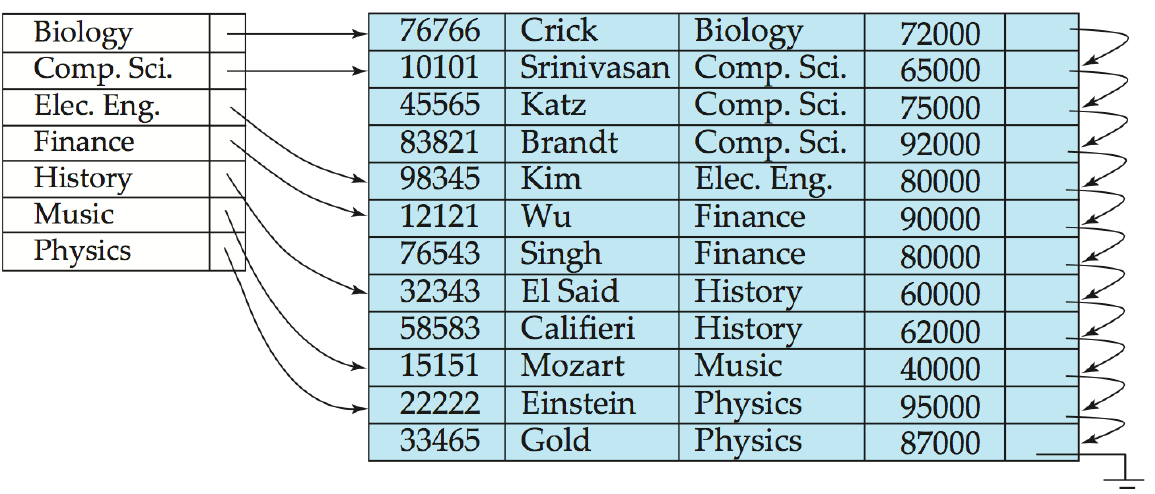 Biology
Comp. Sci.
Elec. Eng.
Finance
History
Music
Physics
76766 Crick Biology 72000
10101 Srinivasan Comp. Sci. 65000
45565 Katz Comp. Sci. 75000
83821 Brandt Comp. Sci. 92000
98345 Kim Elec. Eng. 80000
12121 Wu Finance 90000
76543 Singh Finance 80000
32343 El Said History 60000
58583 Califieri History 62000
15151 Mozart Music 40000
22222 Einstein Physics 95000
33465 Gold Physics 87000